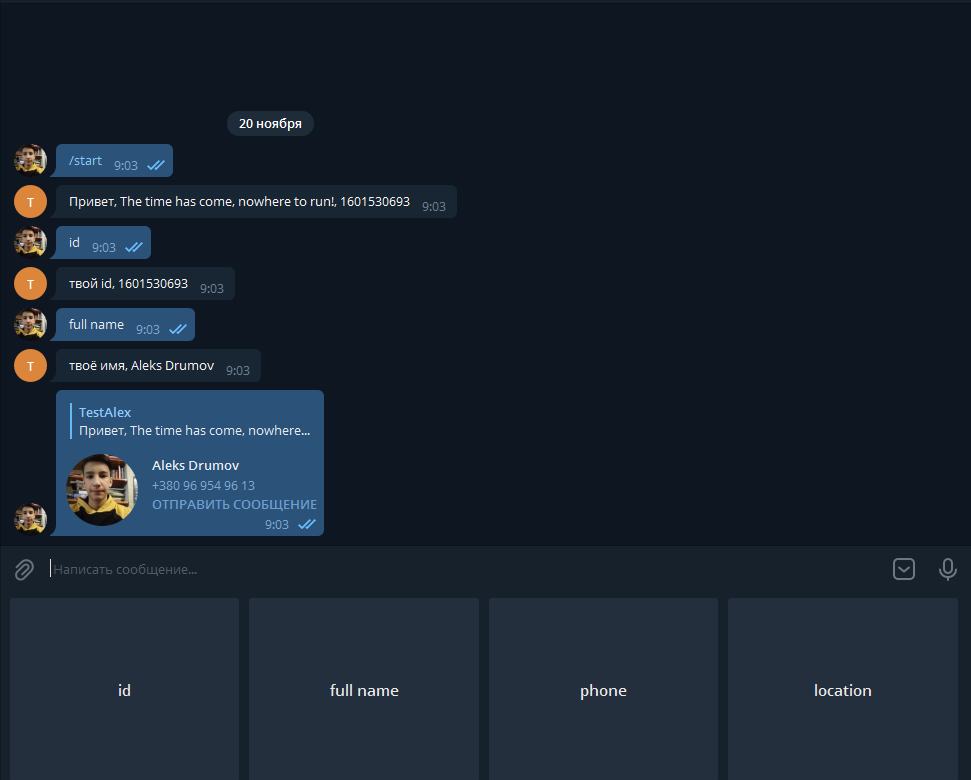 20 ноября
/start 9:03
T
Привет, The time has come, nowhere to run!, 1601530693 9:03
id 9:03
T
твой id, 1601530693 9:03
full name 9:03
T
твоё имя, Aleks Drumov 9:03
TestAlex
Привет, The time has come, nowhere...
Aleks Drumov
+380 96 954 96 13
ОТПРАВИТЬ СООБЩЕНИЕ
9:03
Написать сообщение...
id full name phone location